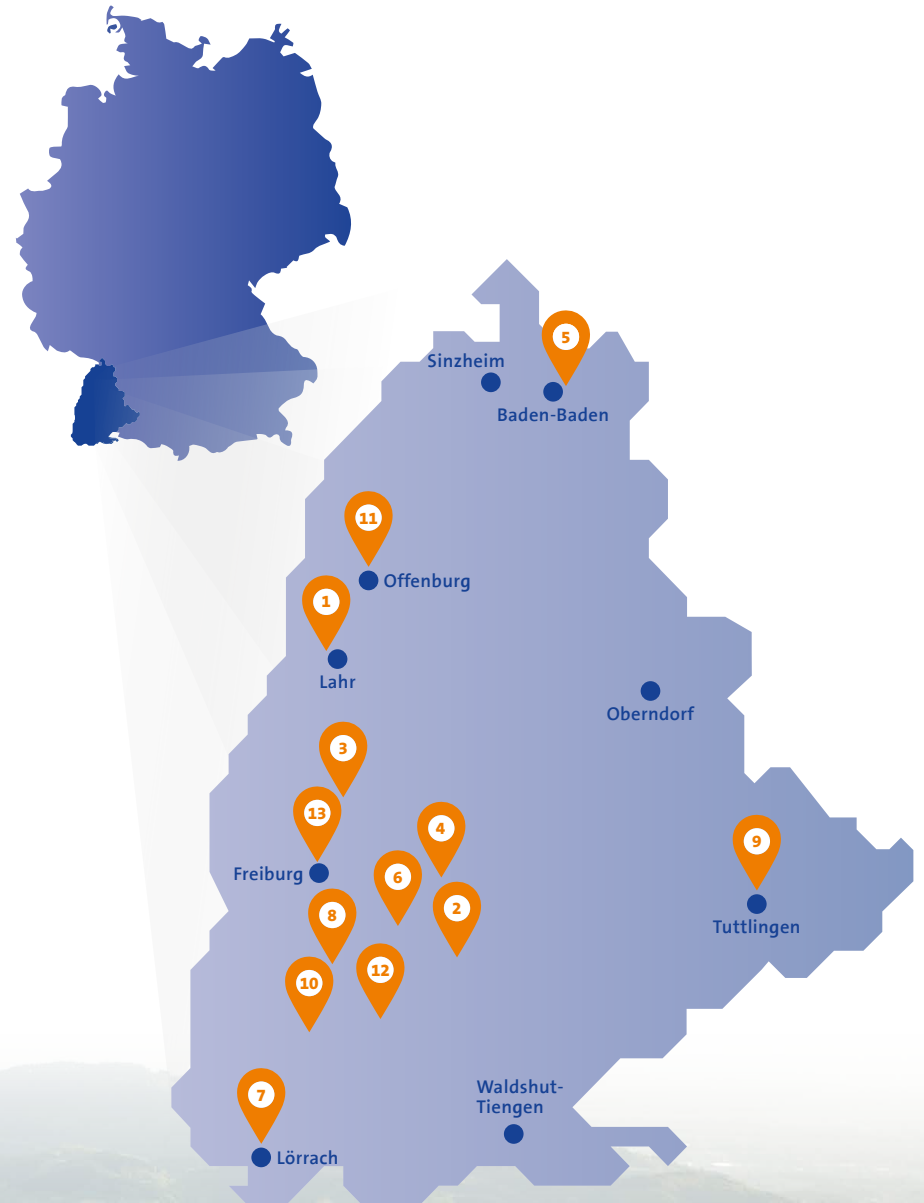 5
Sinzheim
Baden-Baden
11
Offenburg
1
Lahr
Oberndorf
3
13
4
9
Freiburg
6
2
8
Tuttlingen
12
10
Waldshut-
Tiengen
7
Lörrach